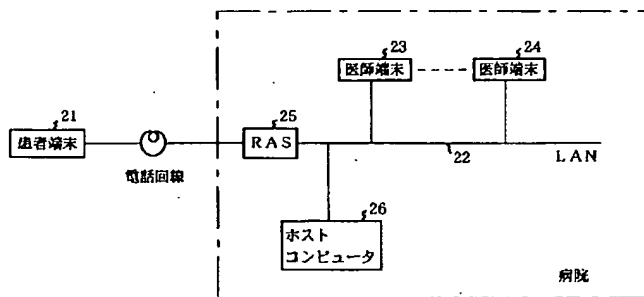 23
24
医師端末
医師端末
21
25
患者端末
RAS
電話回線
22
LAN
26
ホスト
コンピュータ
病院